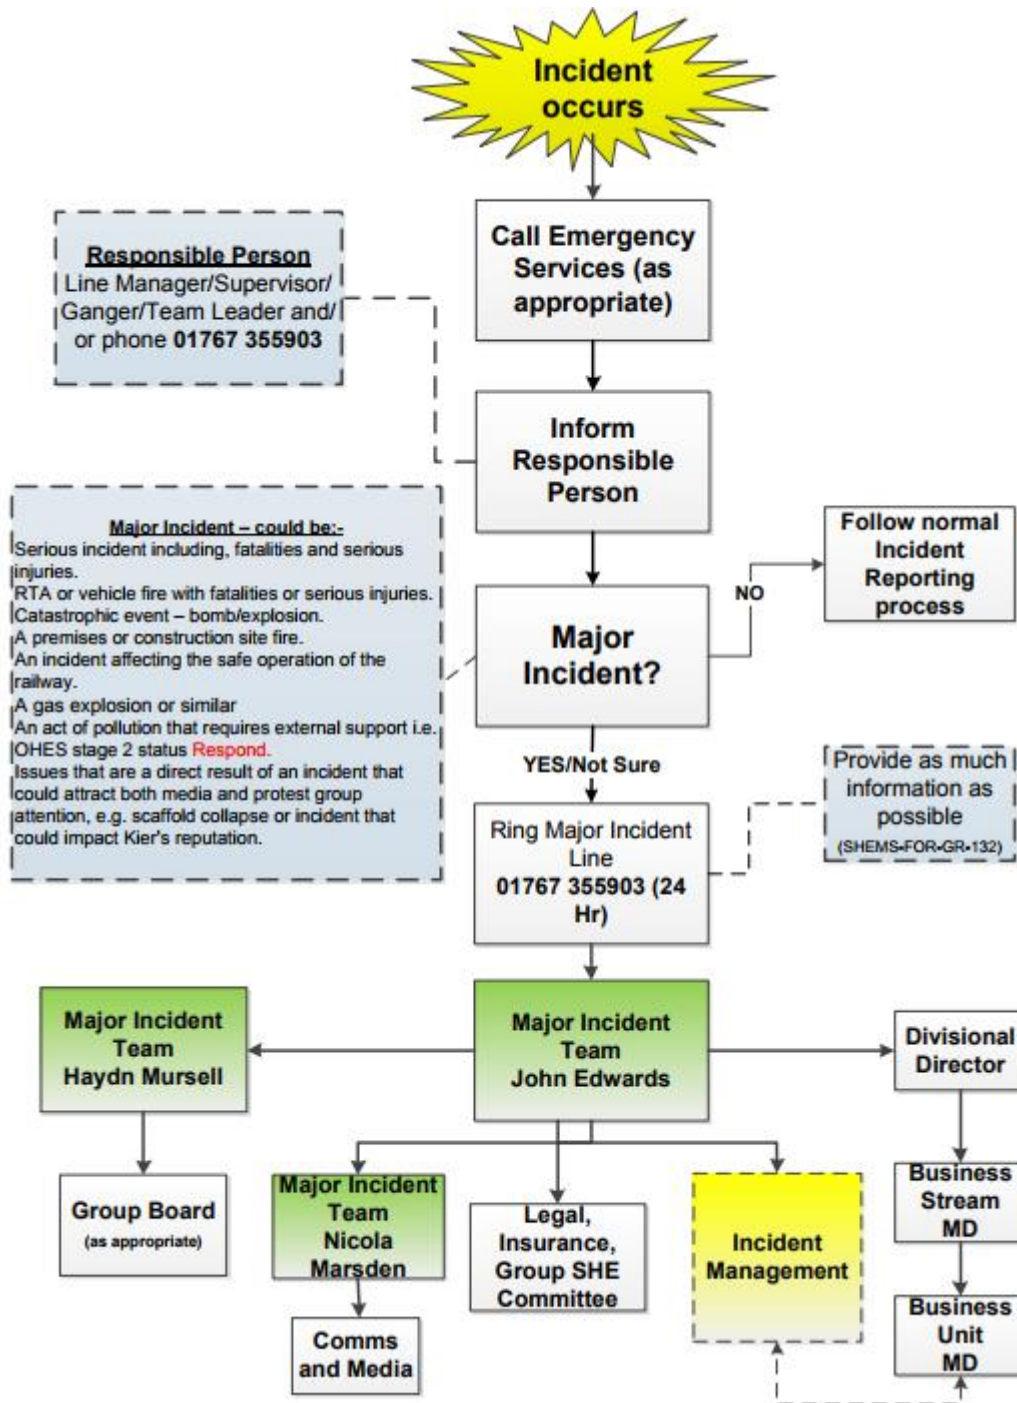 Incident
occurs
Call Emergency
Services (as
appropriate)
Responsible Person
Line Manager/Supervisor/
Ganger/Team Leader and/
or phone 01767 355903
Inform
Responsible
Person
Major Incident – could be:-
Serious incident including, fatalities and serious
injuries.
RTA or vehicle fire with fatalities or serious injuries.
Catastrophic event – bomb/explosion.
A premises or construction site fire.
An incident affecting the safe operation of the
railway.
A gas explosion or similar
An act of pollution that requires external support i.e.
OHES stage 2 status Respond.
Issues that are a direct result of an incident that
could attract both media and protest group
attention, e.g. scaffold collapse or incident that
could impact Kier's reputation.
Major
Incident?
NO
Follow normal
Incident
Reporting
process
YES/Not Sure
Ring Major Incident
Line
01767 355903 (24
Hr)
Provide as much
information as
possible
(SHEMS-FOR-GR-132)
Major Incident
Team
Haydn Mursell
Major Incident
Team
John Edwards
Divisional
Director
Group Board
(as appropriate)
Major Incident
Team
Nicola
Marsden
Legal,
Insurance,
Group SHE
Committee
Incident
Management
Business
Stream
MD
Comms
and Media
Business
Unit
MD